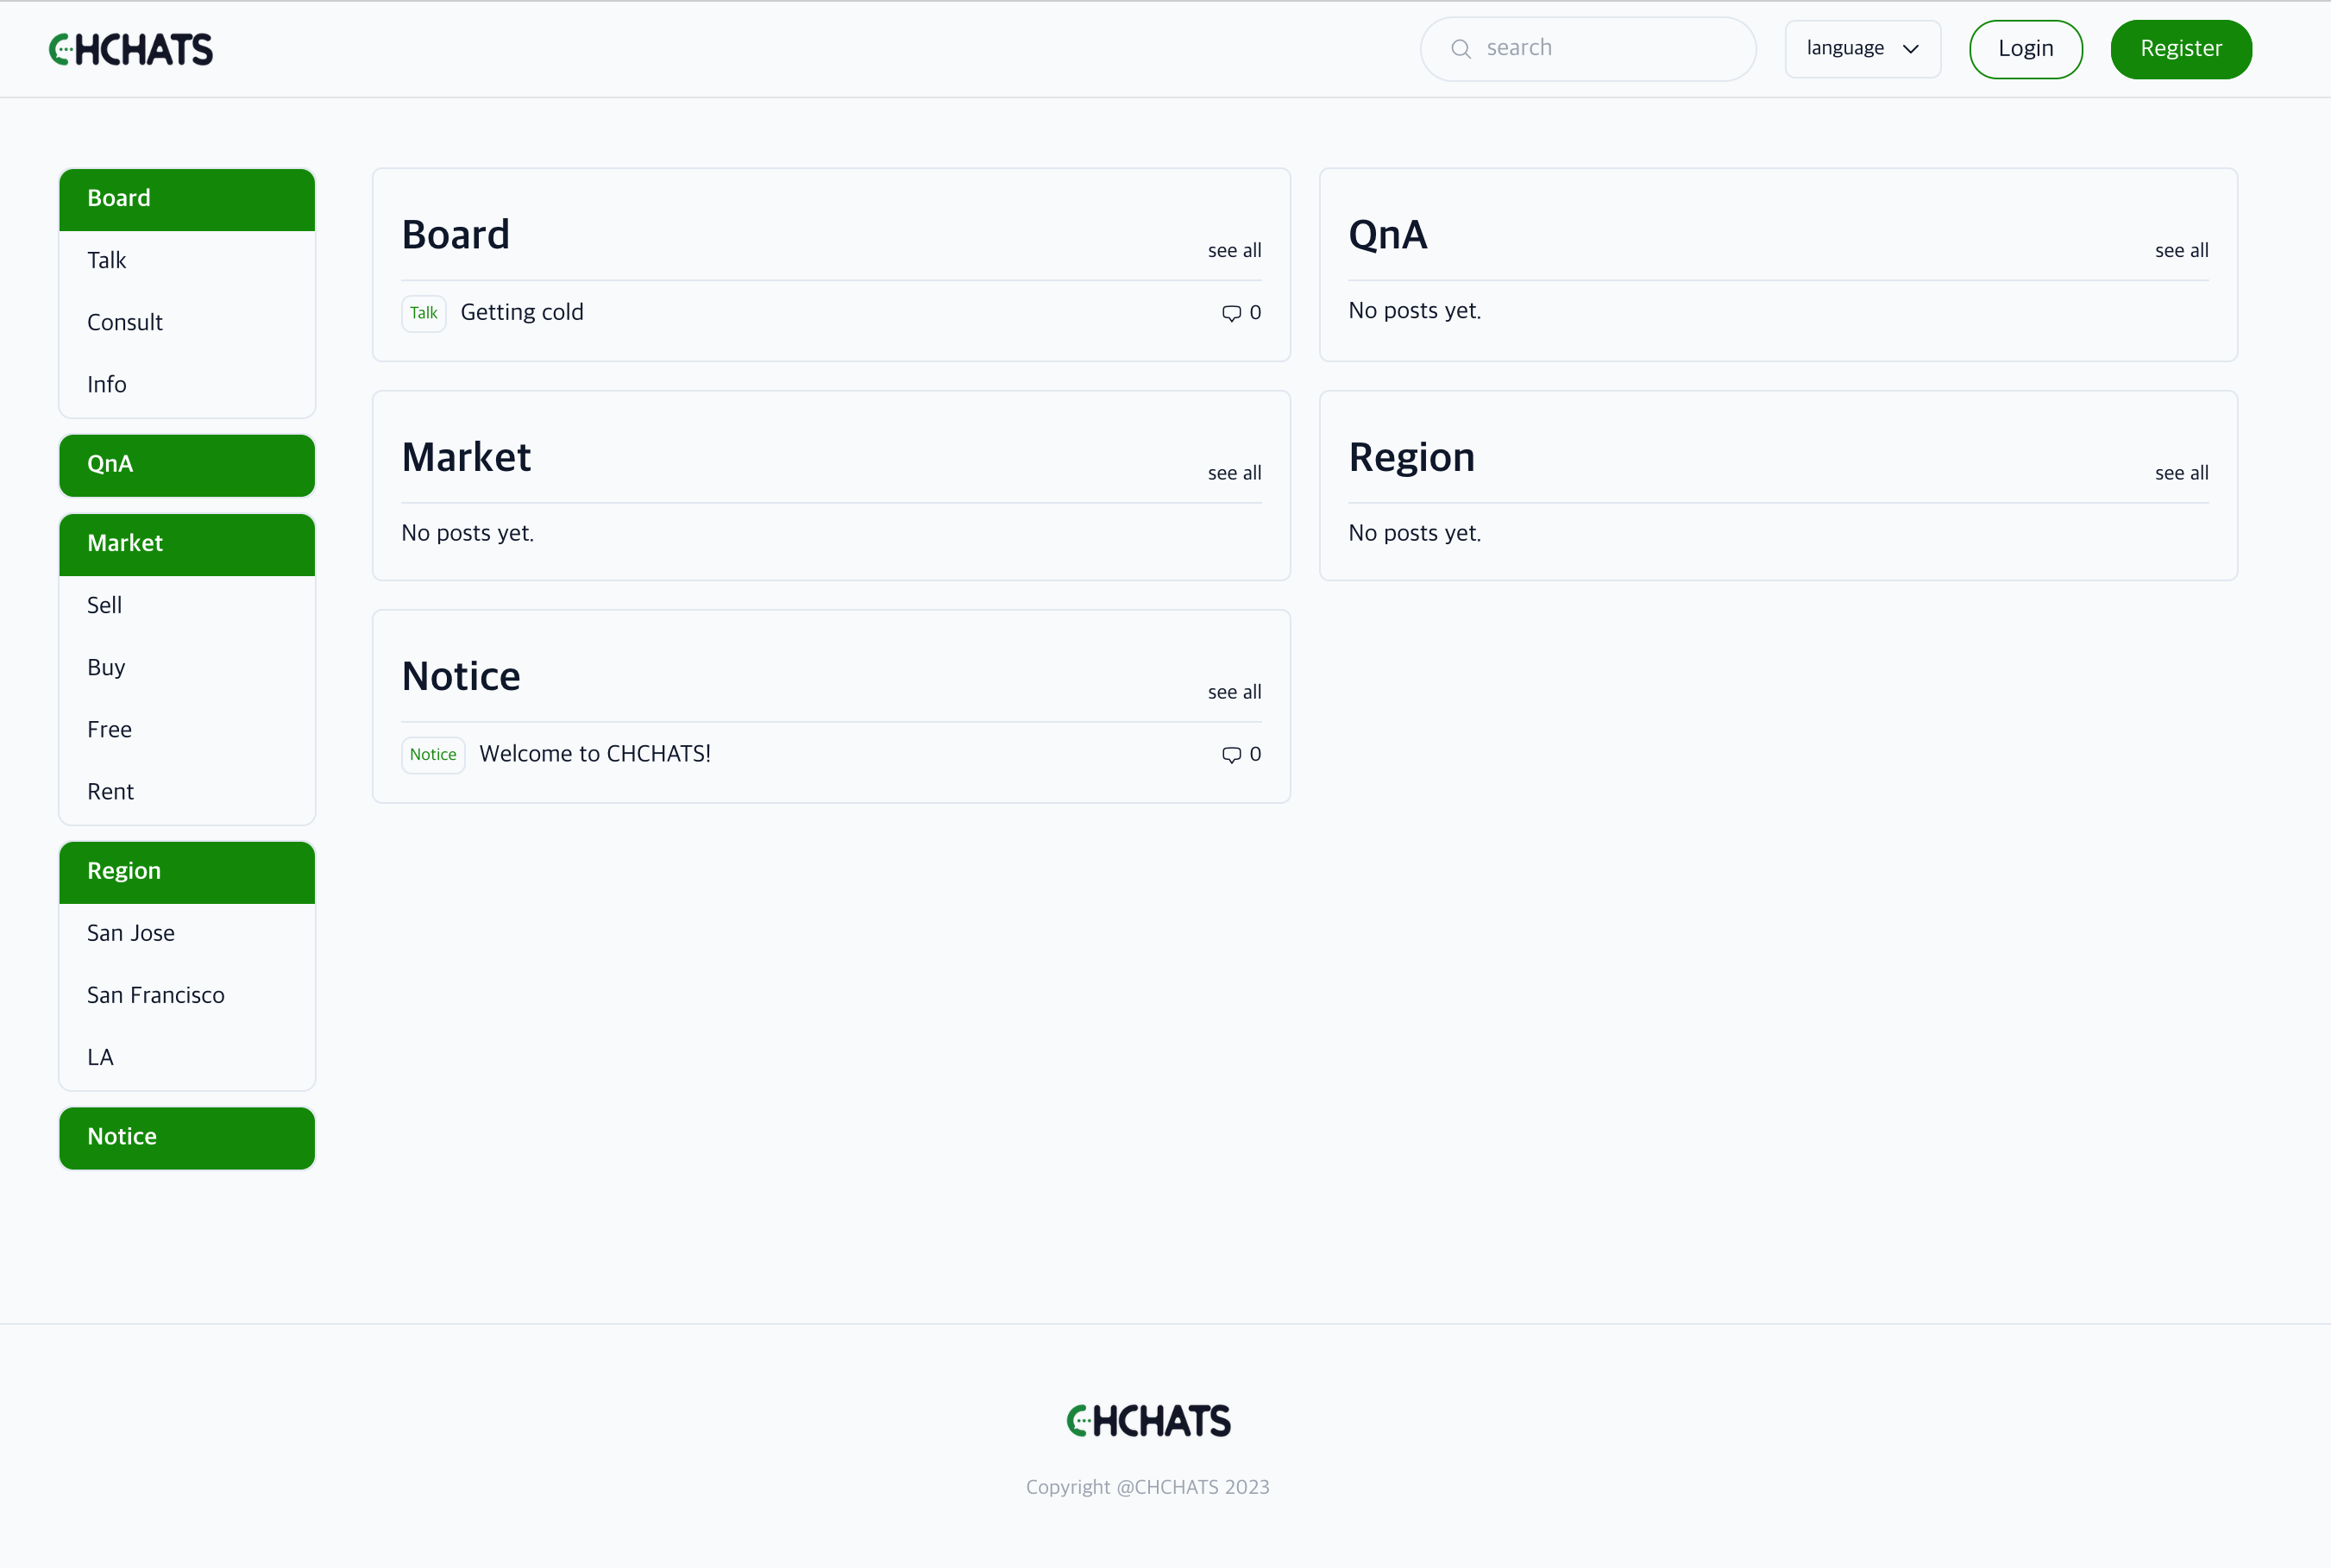 CHCHATS
search
language
Login
Register
Board
Talk
Consult
Info
QnA
Market
Sell
Buy
Free
Rent
Region
San Jose
San Francisco
LA
Notice
Board
see all
Talk Getting cold 0
QnA
see all
No posts yet.
Market
see all
No posts yet.
Region
see all
No posts yet.
Notice
see all
Notice Welcome to CHCHATS! 0
CHCHATS
Copyright @CHCHATS 2023